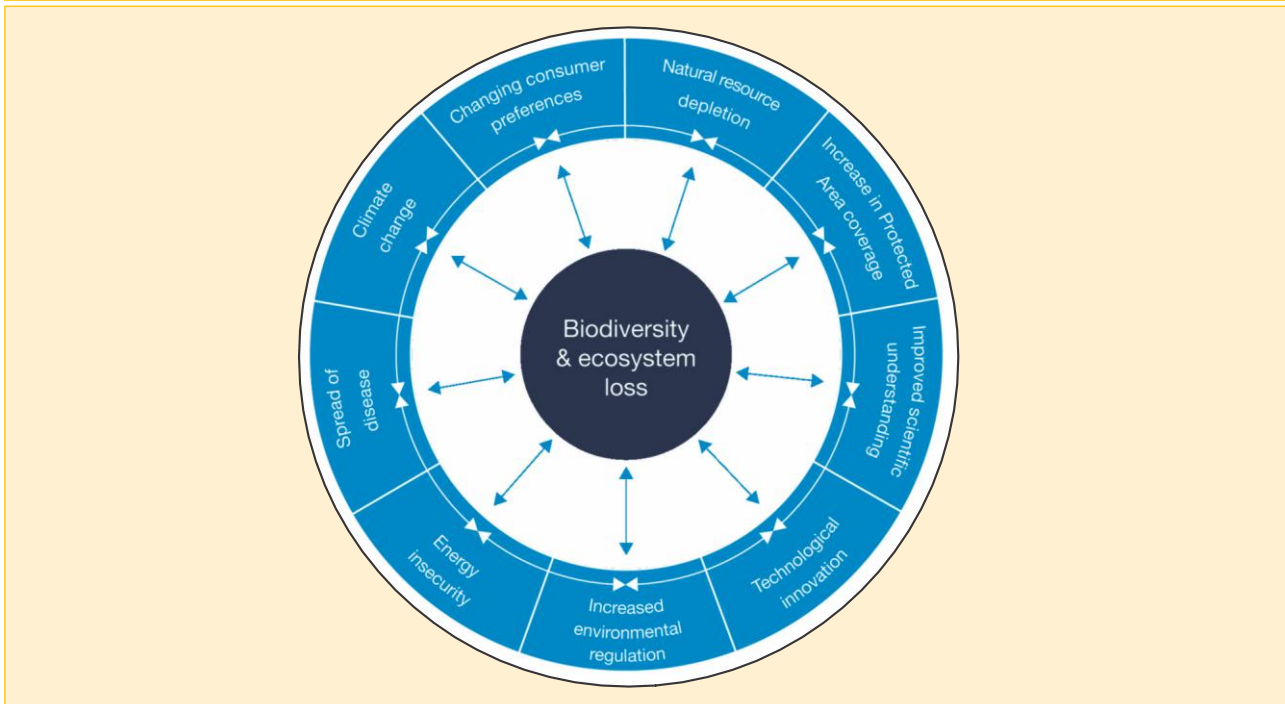 Changing consumer
preferences
Natural resource
depletion
Increase in Protected
Area coverage
Improved scientific
understanding
Technological
innovation
Increased
environmental
regulation
Energy
insecurity
Spread of
disease
Climate
change
Biodiversity
& ecosystem
loss